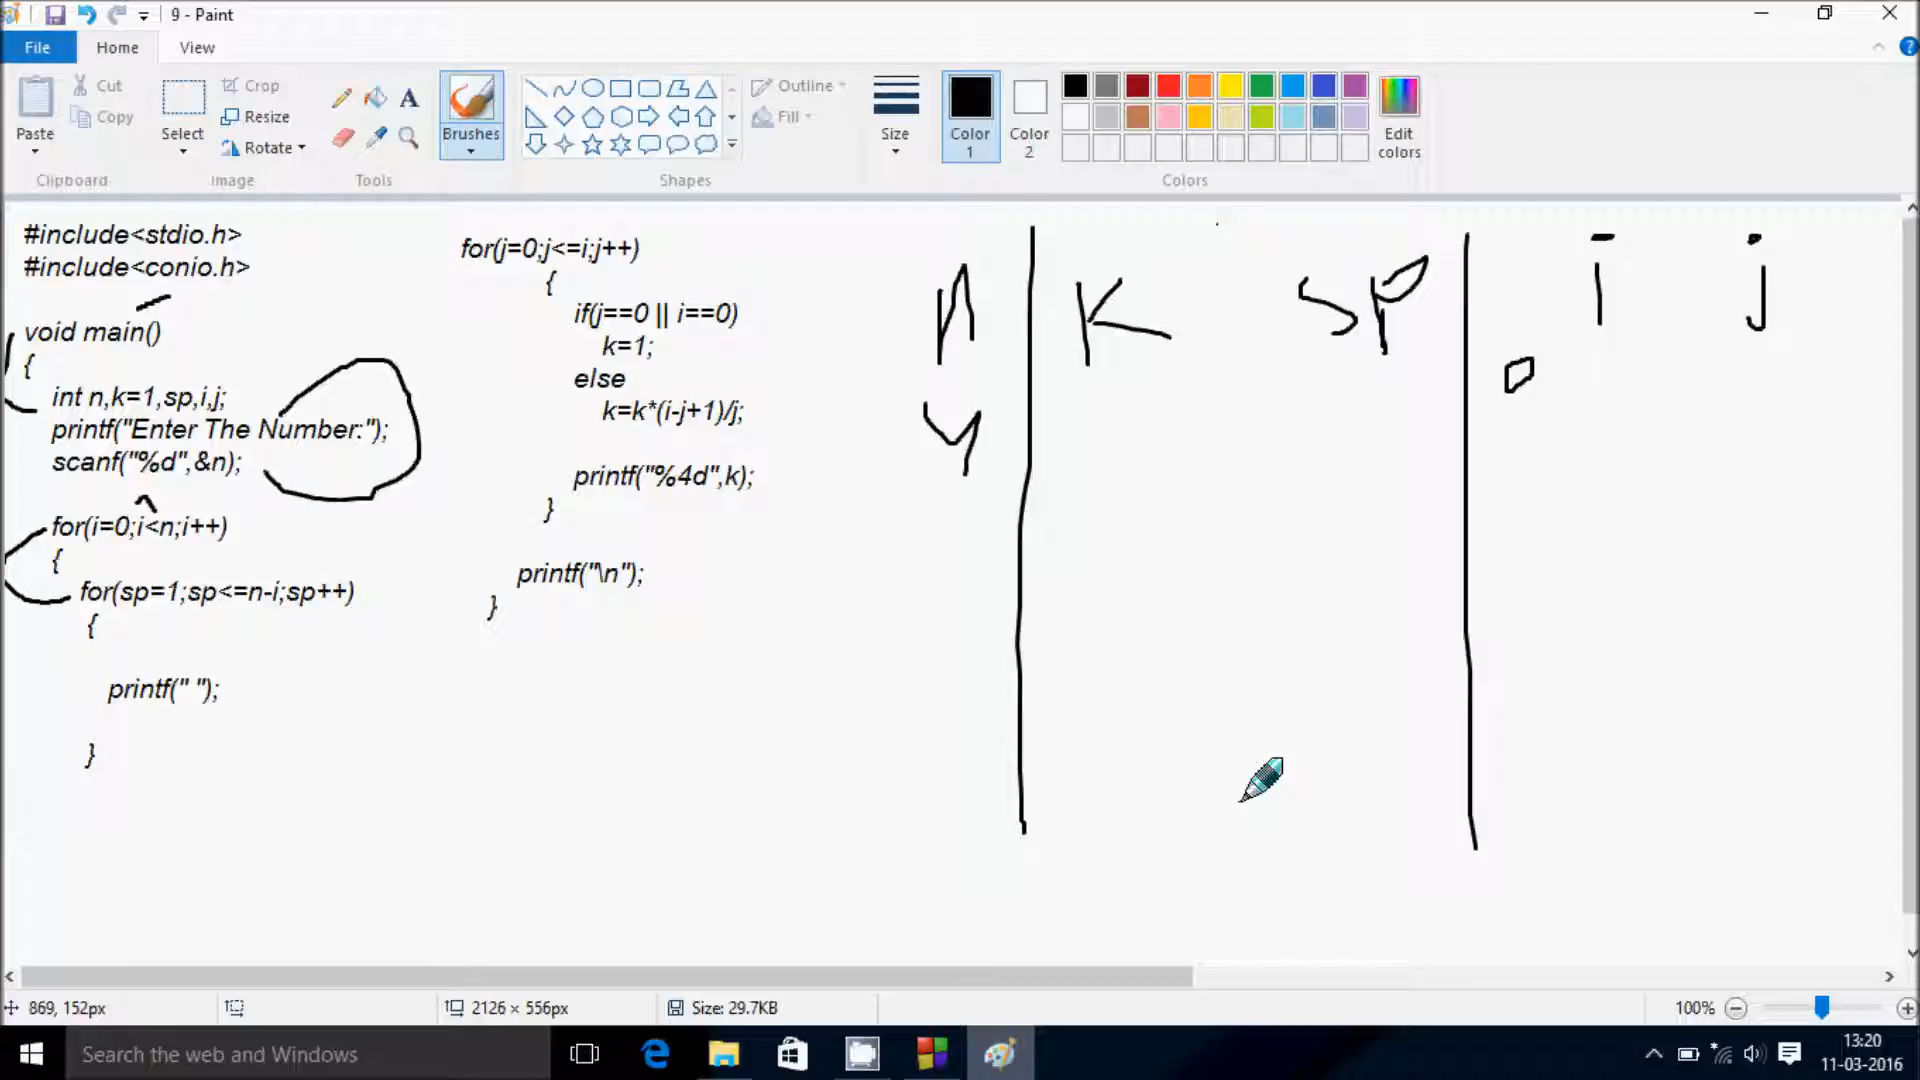 9 - Paint
File
Home
View
Paste
Cut
Copy
Clipboard
Select
Crop
Resize
Rotate
Image
Tools
Brushes
Shapes
Outline
Fill
Size
Color
1
Color
2
Edit
colors
Colors
#include<stdio.h>
#include<conio.h>
void main()
{
int n,k=1,sp,i,j;
printf("Enter The Number:");
scanf("%d",&n);
for(i=0;i<n;i++)
{
for(sp=1;sp<=n-i;sp++)
{
printf(" ");
}
for(j=0;j<=i;j++)
{
if(j==0 || i==0)
k=1;
else
k=k*(i-j+1)/j;
printf("%4d",k);
}
printf("\n");
}
n K SP i j
0
4
869, 152px
2126 × 556px
Size: 29.7KB
100%
Search the web and Windows
13:20
11-03-2016